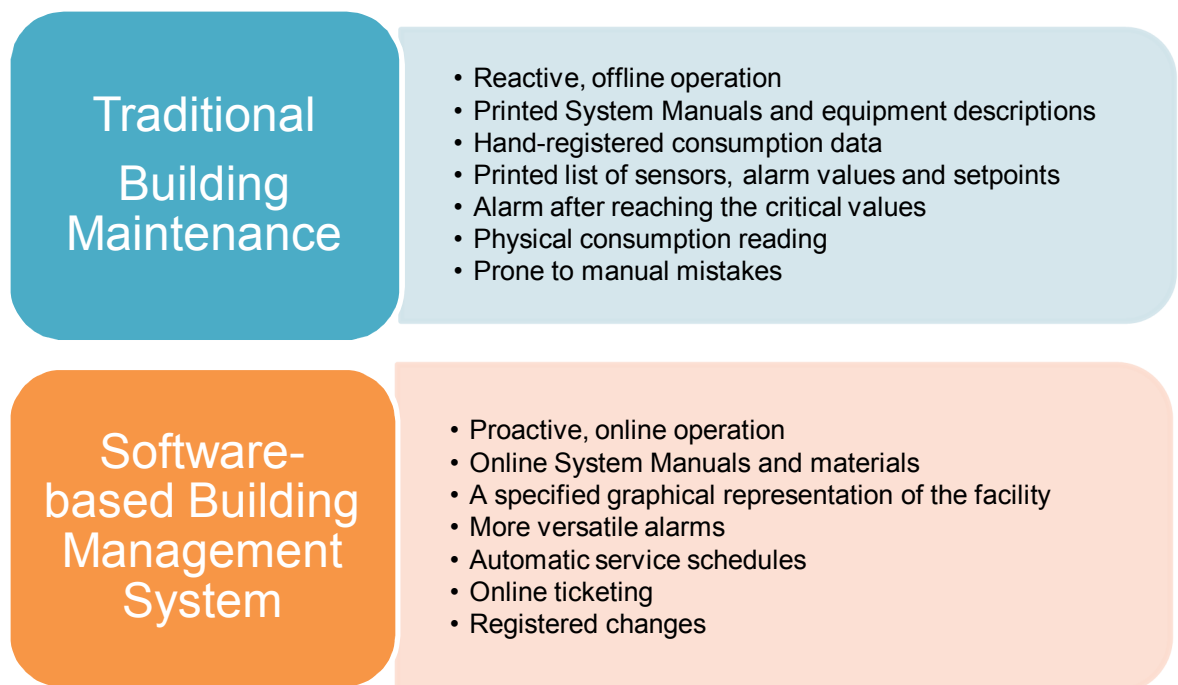 Traditional
Building
Maintenance
• Reactive, offline operation
• Printed System Manuals and equipment descriptions
• Hand-registered consumption data
• Printed list of sensors, alarm values and setpoints
• Alarm after reaching the critical values
• Physical consumption reading
• Prone to manual mistakes
Software-
based Building
Management
System
• Proactive, online operation
• Online System Manuals and materials
• A specified graphical representation of the facility
• More versatile alarms
• Automatic service schedules
• Online ticketing
• Registered changes